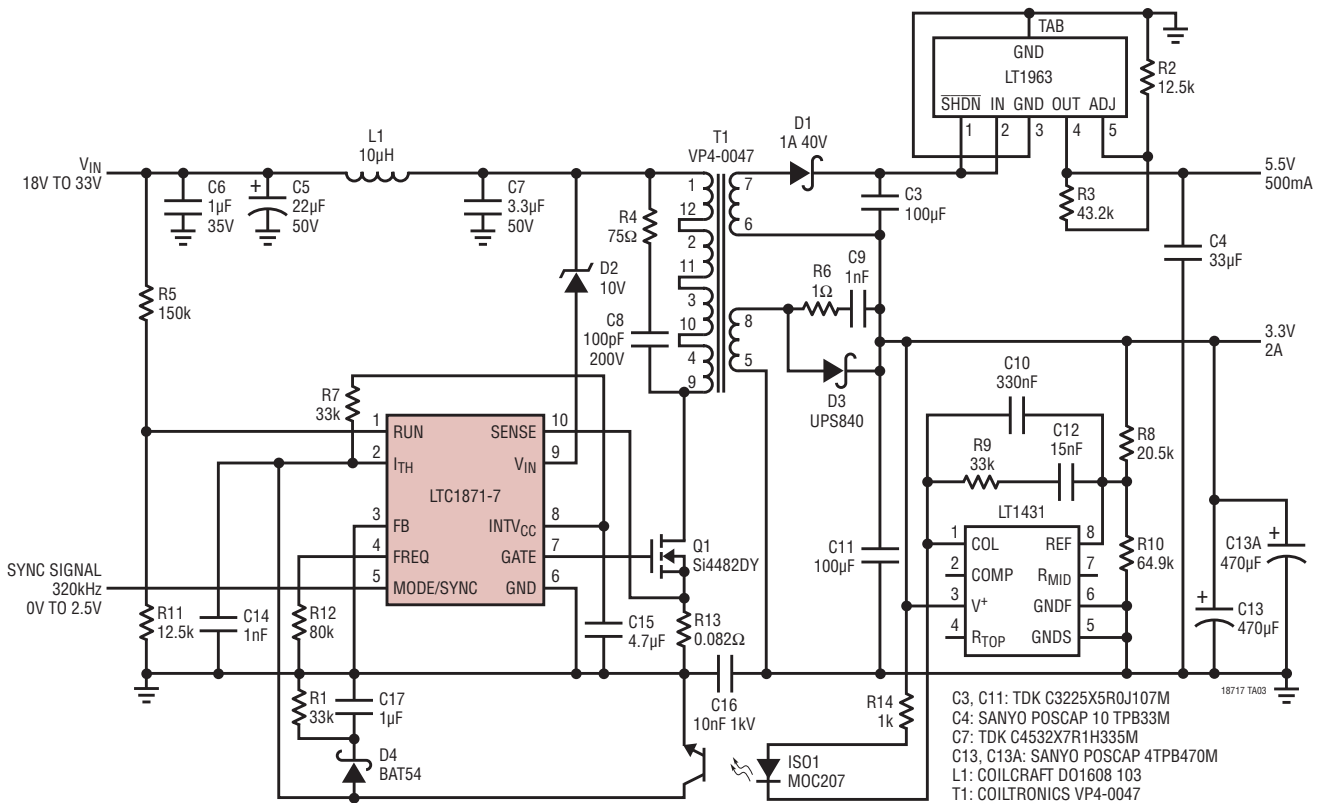 TAB
GND
LT1963
SHDN IN GND OUT ADJ
1 2 3 4 5
R2
12.5k
VIN
18V TO 33V
L1
10µH
T1
VP4-0047
D1
1A 40V
5.5V
500mA
C6
1µF
35V
+
C5
22µF
50V
C7
3.3µF
50V
R4
75Ω
1
12
2
11
3
10
4
9
7
6
8
5
C3
100µF
R3
43.2k
C4
33µF
R5
150k
D2
10V
C8
100pF
200V
R6
1Ω
C9
1nF
D3
UPS840
3.3V
2A
R7
33k
C10
330nF
R9
33k
C12
15nF
R8
20.5k
1 RUN SENSE 10
2 ITH VIN 9
LTC1871-7
3 FB INTVCC 8
4 FREQ GATE 7
5 MODE/SYNC GND 6
Q1
Si4482DY
C11
100µF
LT1431
1 COL REF 8
2 COMP RMID 7
3 V+ GNDF 6
4 RTOP GNDS 5
R10
64.9k
+
C13A
470µF
+
C13
470µF
SYNC SIGNAL
320kHz
0V TO 2.5V
R11
12.5k
C14
1nF
R12
80k
C15
4.7µF
R13
0.082Ω
R1
33k
C17
1µF
D4
BAT54
C16
10nF 1kV
R14
1k
ISO1
MOC207
18717 TA03
C3, C11: TDK C3225X5R0J107M
C4: SANYO POSCAP 10 TPB33M
C7: TDK C4532X7R1H335M
C13, C13A: SANYO POSCAP 4TPB470M
L1: COILCRAFT DO1608 103
T1: COILTRONICS VP4-0047